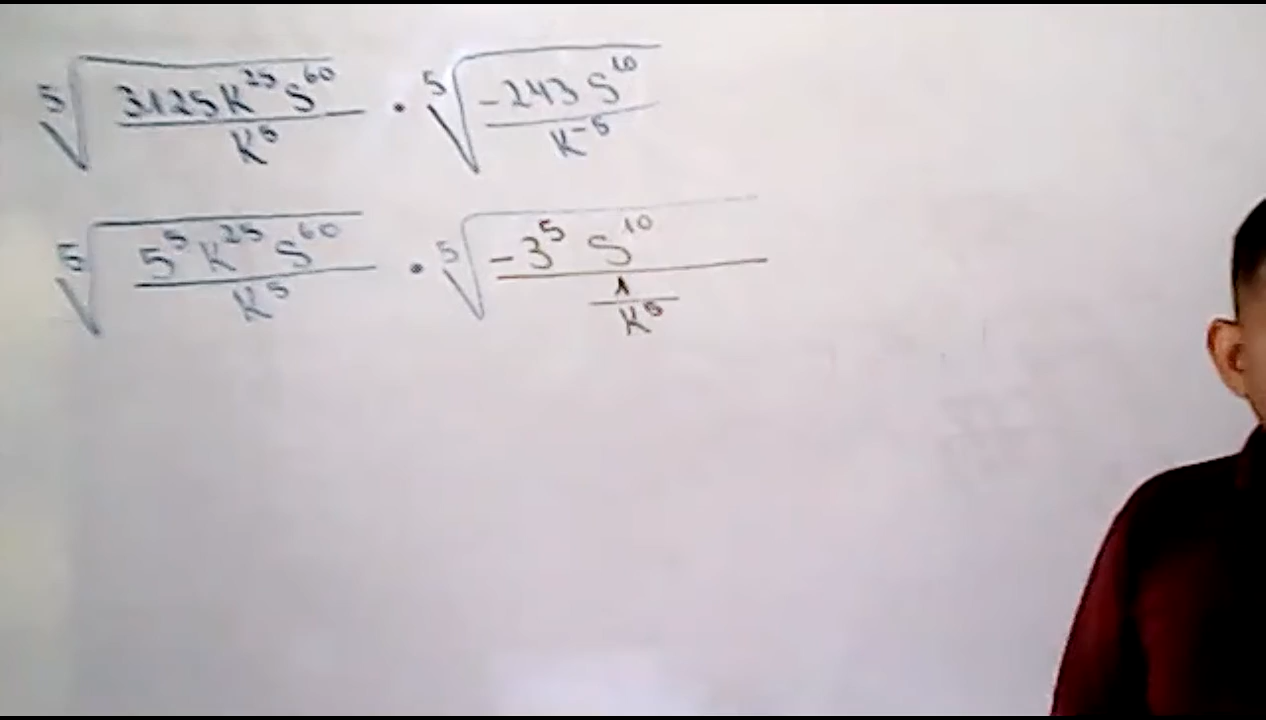 ⁵√(3125K²⁵S⁶⁰ / K⁵) · ⁵√(-243S¹⁰ / K⁻⁵)
⁵√(5⁵K²⁵S⁶⁰ / K⁵) · ⁵√(-3⁵S¹⁰ / (1 / K⁵))